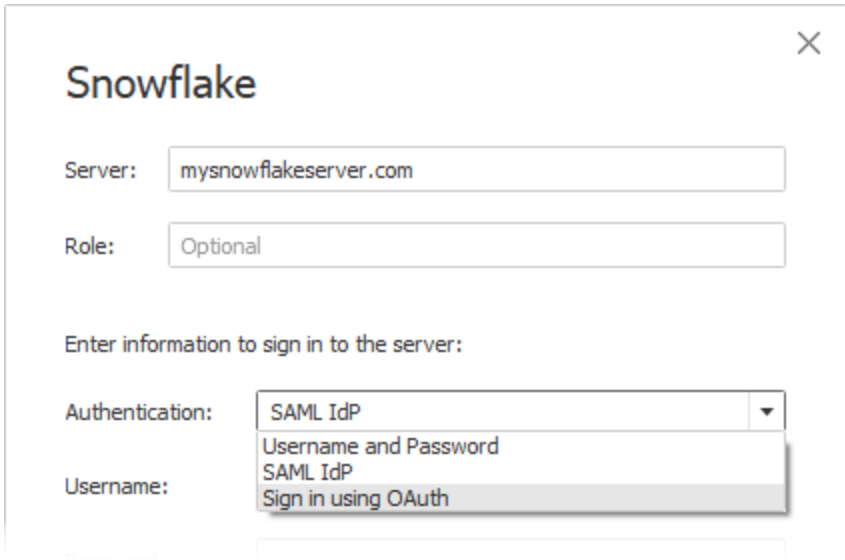 Snowflake
Server: mysnowflakeserver.com
Role: Optional
Enter information to sign in to the server:
Authentication: SAML IdP
Username and Password
SAML IdP
Username:
Sign in using OAuth